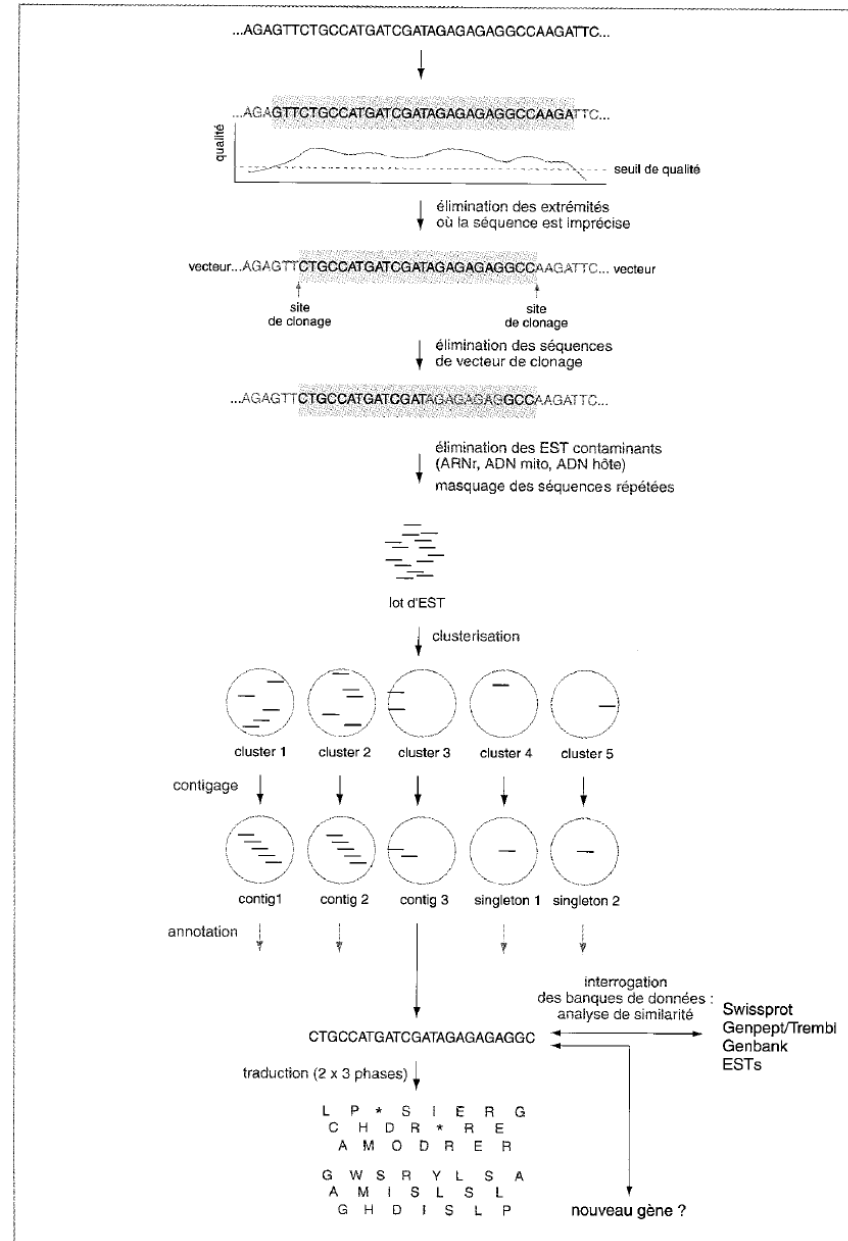 ...AGAGTTCTGCCATGATCGATAGAGAGAGGCCAAGATTC...
...AGAGTTCTGCCATGATCGATAGAGAGAGGCCAAGATTC...
qualité
seuil de qualité
élimination des extrémités
où la séquence est imprécise
vecteur...AGAGTTCTGCCATGATCGATAGAGAGAGGCCAAGATTC... vecteur
site
de clonage
site
de clonage
élimination des séquences
de vecteur de clonage
...AGAGTTCTGCCATGATCGATAGAGAGAGGCCAAGATTC...
élimination des EST contaminants
(ARNr, ADN mito, ADN hôte)
masquage des séquences répétées
lot d'EST
clusterisation
cluster 1 cluster 2 cluster 3 cluster 4 cluster 5
contigage
contig1 contig 2 contig 3 singleton 1 singleton 2
annotation
interrogation
des banques de données :
analyse de similarité
Swissprot
Genpept/Trembl
Genbank
ESTs
CTGCCATGATCGATAGAGAGAGGC
traduction (2 x 3 phases)
L P * S I E R G
C H D R * R E
A M O D R E R
G W S R Y L S A
A M I S L S L
G H D I S L P
nouveau gène ?